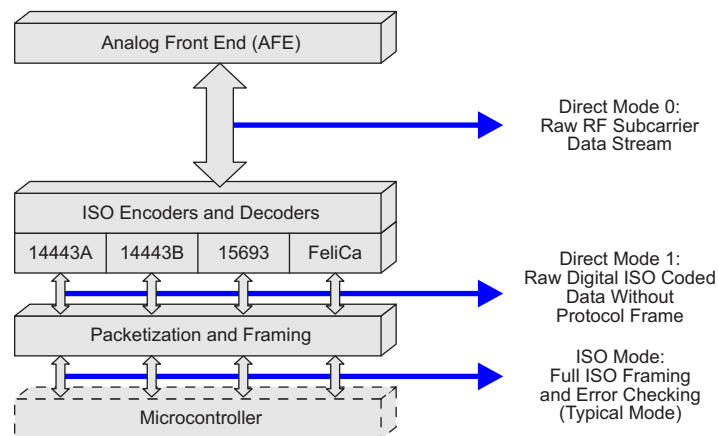 Analog Front End (AFE)
Direct Mode 0:
Raw RF Subcarrier
Data Stream
ISO Encoders and Decoders
14443A 14443B 15693 FeliCa
Direct Mode 1:
Raw Digital ISO Coded
Data Without
Protocol Frame
Packetization and Framing
ISO Mode:
Full ISO Framing
and Error Checking
(Typical Mode)
Microcontroller